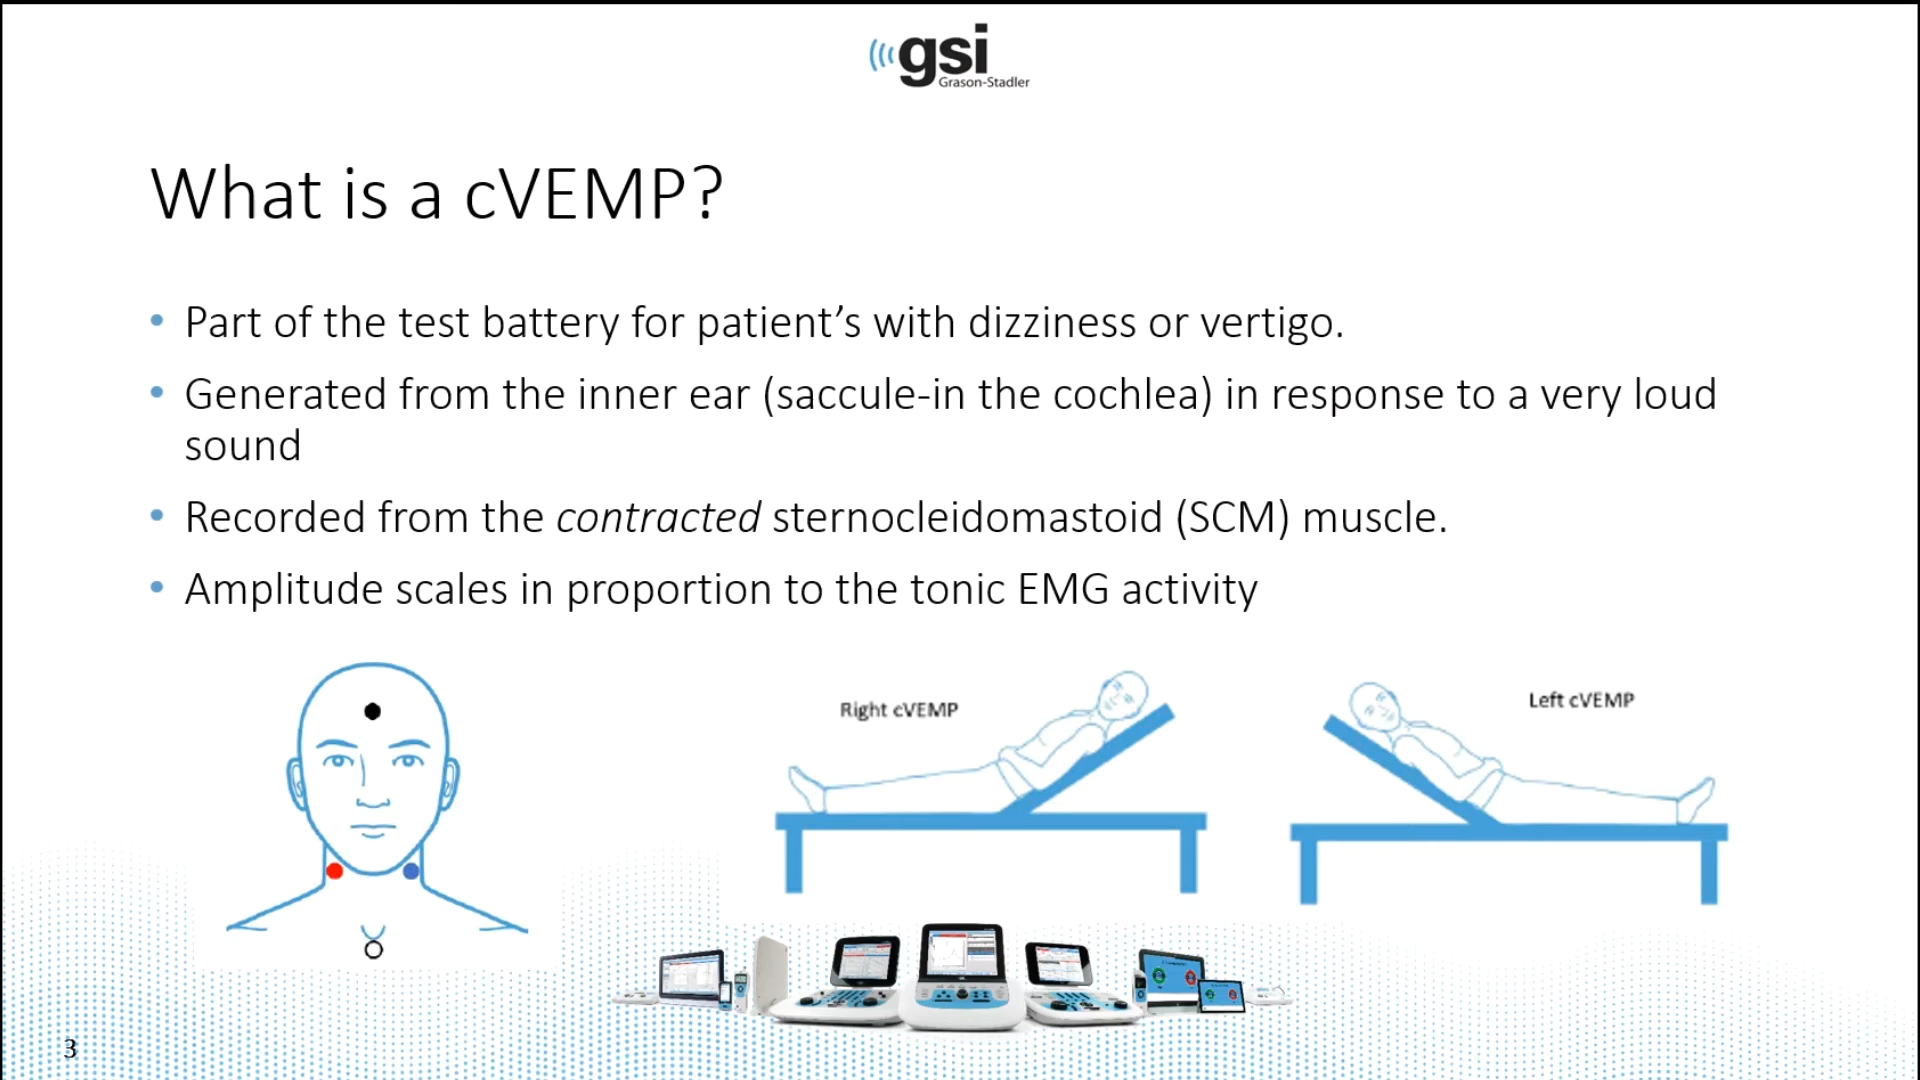 gsi
Grason-Stadler
What is a cVEMP?
• Part of the test battery for patient’s with dizziness or vertigo.
• Generated from the inner ear (saccule-in the cochlea) in response to a very loud
sound
• Recorded from the contracted sternocleidomastoid (SCM) muscle.
• Amplitude scales in proportion to the tonic EMG activity
Right cVEMP
Left cVEMP
3